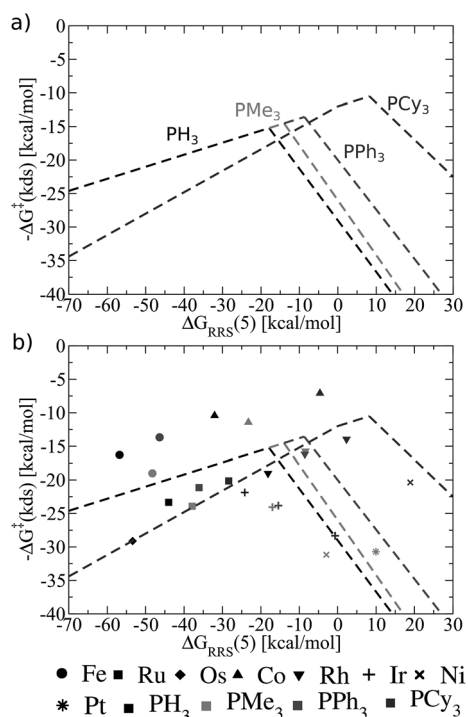 a)
0
-5
-10
-15
-20
-25
-30
-35
-40
-ΔG‡(kds) [kcal/mol]
PH3
PMe3
PPh3
PCy3
-70 -60 -50 -40 -30 -20 -10 0 10 20 30
ΔGRRS(5) [kcal/mol]
b)
0
-5
-10
-15
-20
-25
-30
-35
-40
-ΔG‡(kds) [kcal/mol]
-70 -60 -50 -40 -30 -20 -10 0 10 20 30
ΔGRRS(5) [kcal/mol]
Fe Ru Os Co Rh Ir Ni
Pt PH3 PMe3 PPh3 PCy3